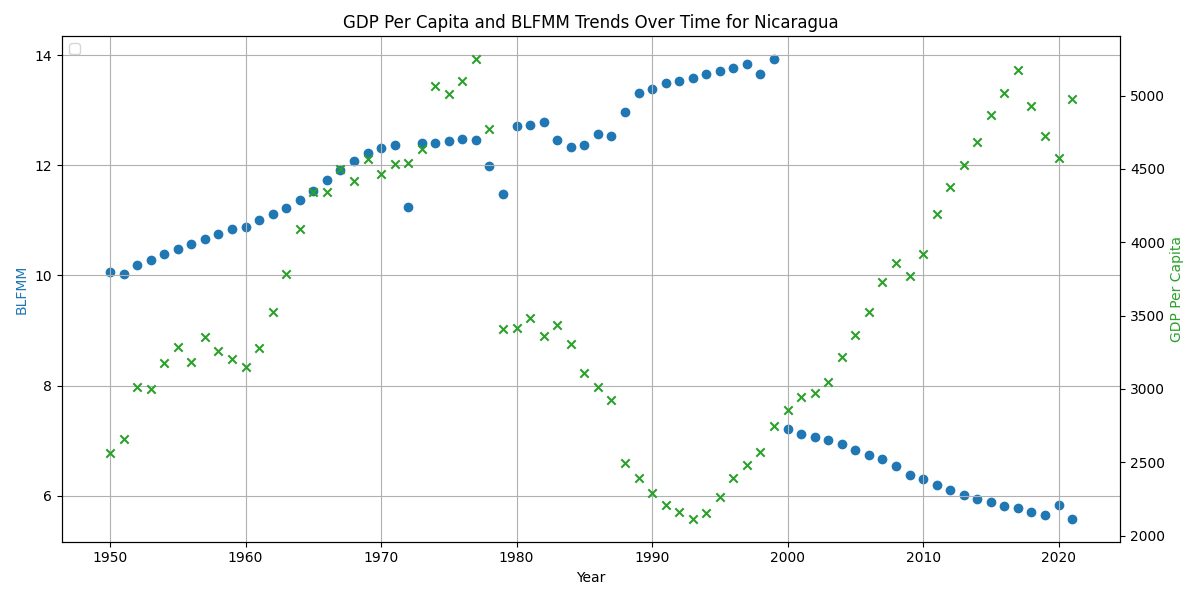 GDP Per Capita and BLFMM Trends Over Time for Nicaragua
14
12
10
8
6
BLFMM
5000
4500
4000
3500
3000
2500
2000
GDP Per Capita
1950 1960 1970 1980 1990 2000 2010 2020
Year